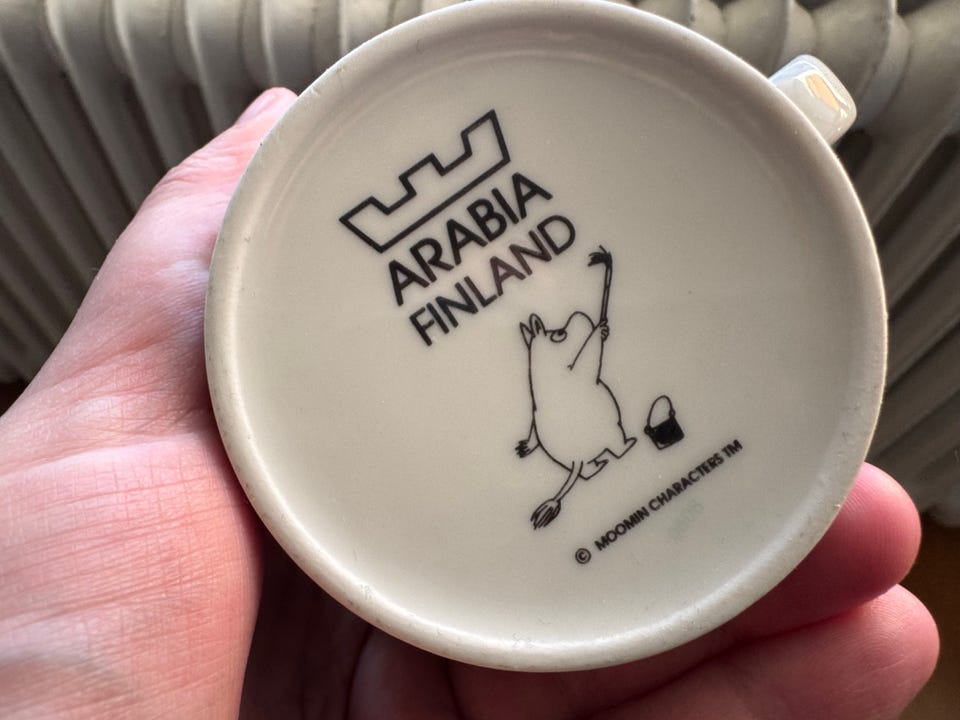 ARABIA
FINLAND
© MOOMIN CHARACTERS TM